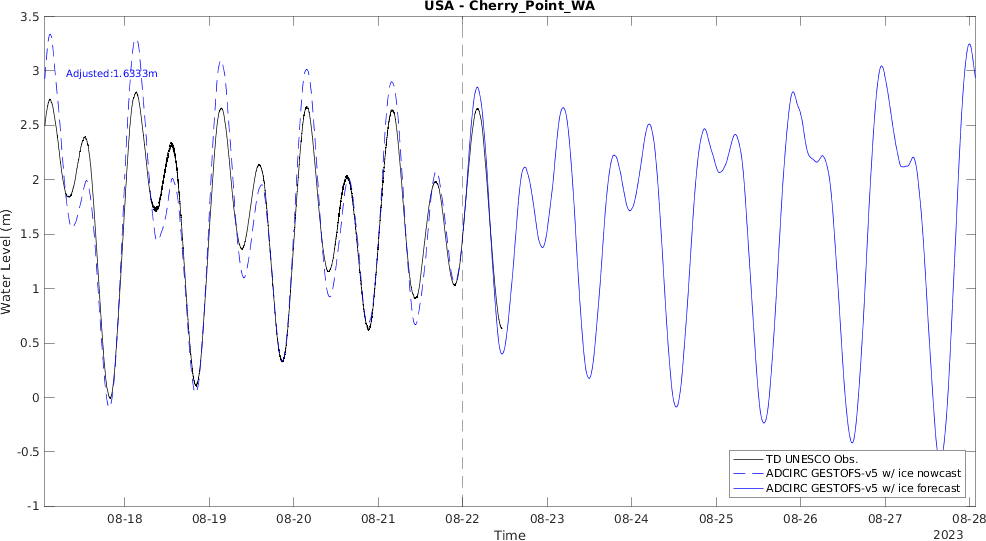 USA - Cherry_Point_WA
Adjusted:1.6333m
Water Level (m)
3.5
3
2.5
2
1.5
1
0.5
0
-0.5
-1
TD UNESCO Obs.
ADCIRC GESTOFS-v5 w/ ice nowcast
ADCIRC GESTOFS-v5 w/ ice forecast
08-18 08-19 08-20 08-21 08-22 08-23 08-24 08-25 08-26 08-27 08-28
Time
2023